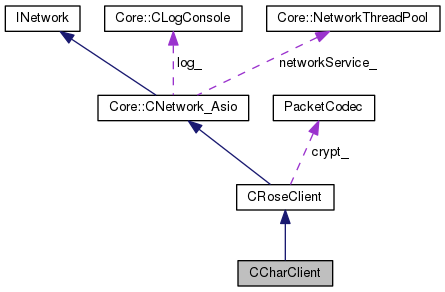 INetwork
Core::CLogConsole
Core::NetworkThreadPool
log_
networkService_
Core::CNetwork_Asio
PacketCodec
crypt_
CRoseClient
CCharClient